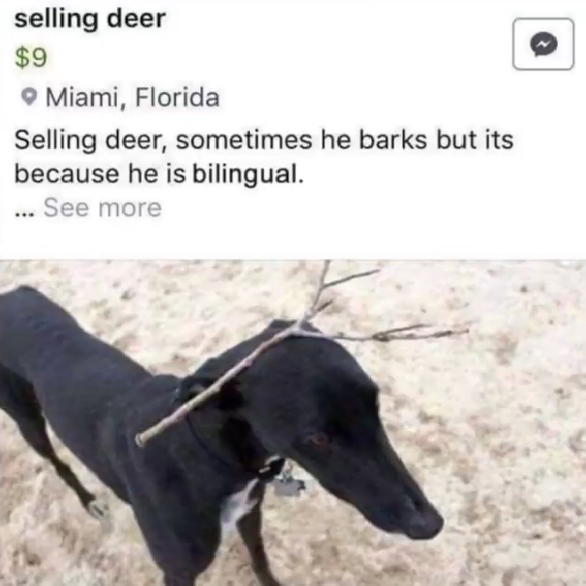 selling deer
$9
Miami, Florida
Selling deer, sometimes he barks but its
because he is bilingual.
... See more